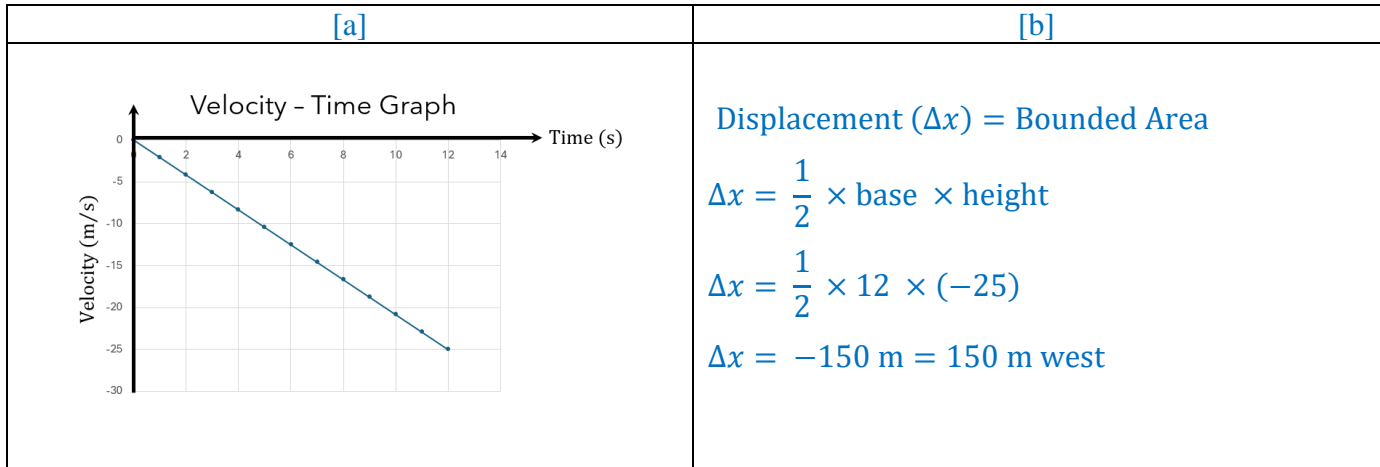 [a]
[b]
Velocity – Time Graph
Time (s)
0
0 2 4 6 8 10 12 14
-5
-10
-15
-20
-25
-30
Velocity (m/s)
Displacement (Δx) = Bounded Area
Δx = 1/2 × base × height
Δx = 1/2 × 12 × (−25)
Δx = −150 m = 150 m west